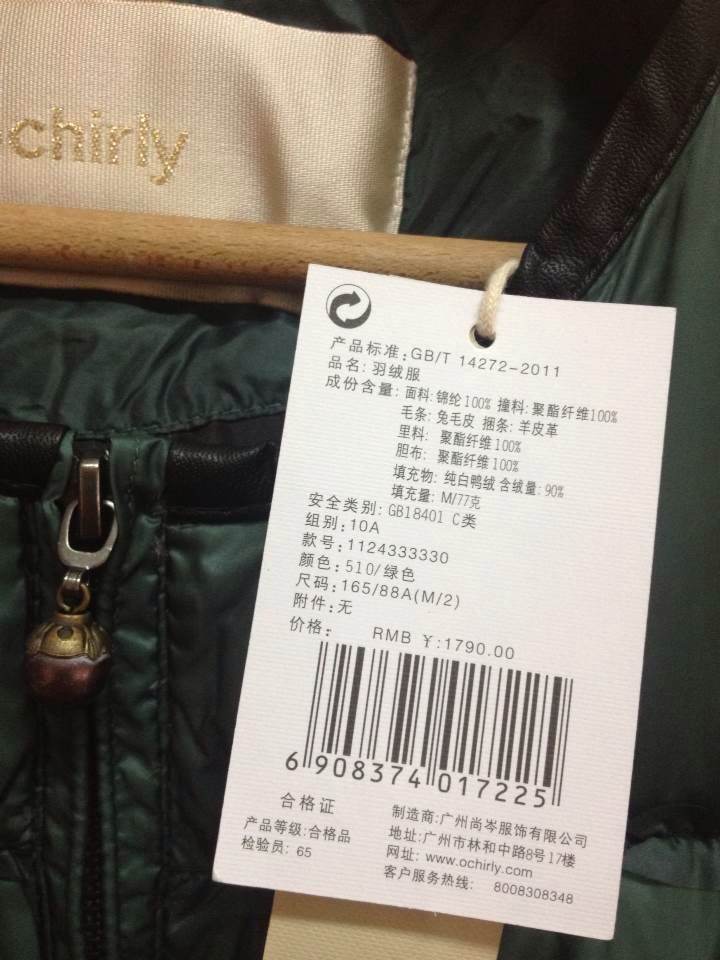 ochirly
产品标准:GB/T 14272-2011
品名:羽绒服
成份含量:面料:锦纶100% 撞料:聚酯纤维100%
毛条:兔毛皮 捆条:羊皮革
里料: 聚酯纤维100%
胆布: 聚酯纤维100%
填充物: 纯白鸭绒 含绒量:90%
填充量: M/77克
安全类别: GB18401 C类
组别:10A
款号:1124333330
颜色:510/绿色
尺码:165/88A(M/2)
附件:无
价格: RMB ¥:1790.00
6 908374 017225
合格证
产品等级:合格品
检验员: 65
制造商:广州尚岑服饰有限公司
地址:广州市林和中路8号17楼
网址: www.ochirly.com
客户服务热线: 8008308348